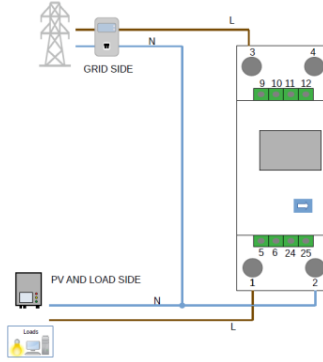 L
N
GRID SIDE
3 4
9 10 11 12
5 6 24 25
1 2
PV AND LOAD SIDE
N
L
Loads